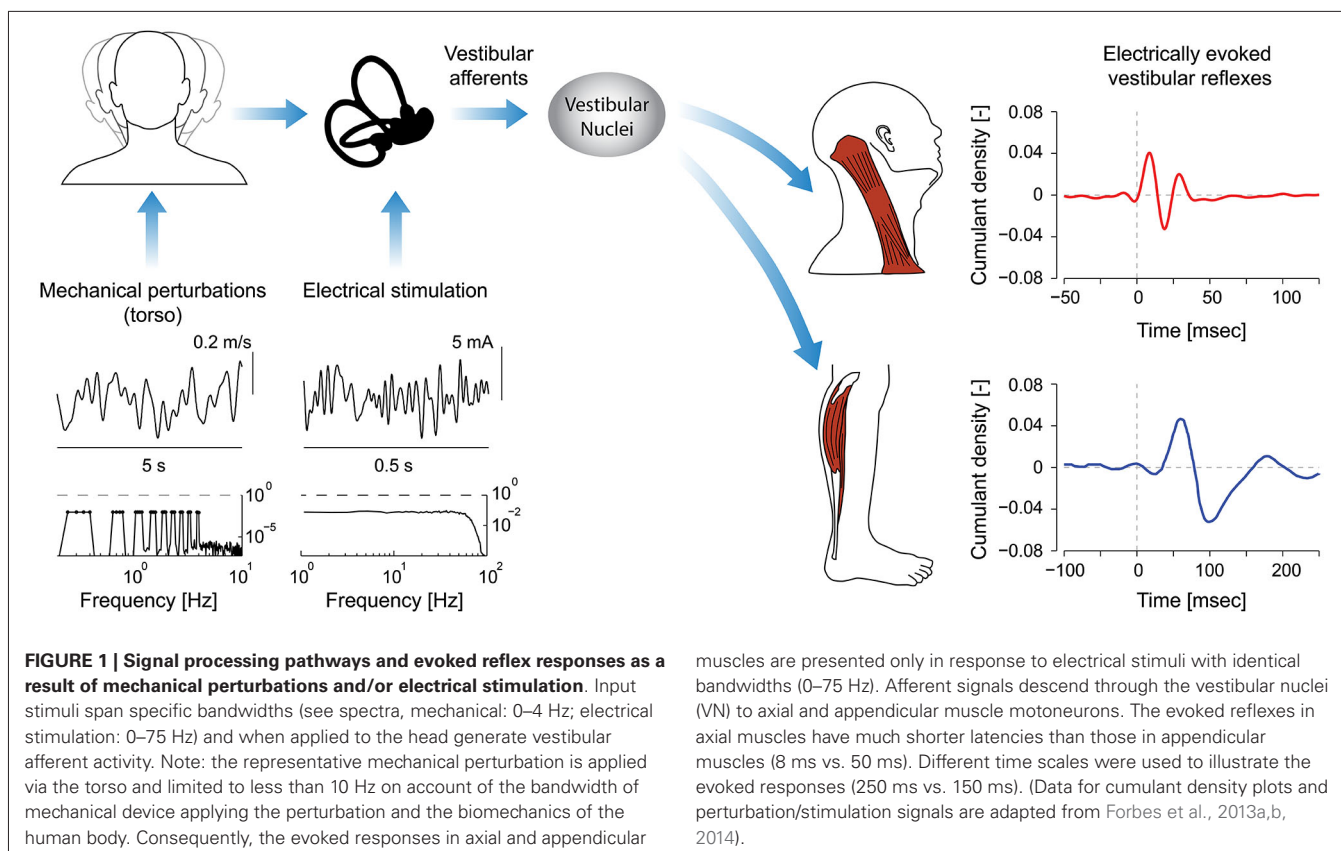 Vestibular
afferents
Vestibular
Nuclei
Electrically evoked
vestibular reflexes
Cumulant density [-]
0.08
0.04
0
−0.04
−0.08
−50
0
50
100
Time [msec]
Mechanical perturbations
(torso)
0.2 m/s
5 s
10^0
10^−5
10^0
10^1
Frequency [Hz]
Electrical stimulation
5 mA
0.5 s
10^0
10^−2
10^0
10^1
10^2
Frequency [Hz]
Cumulant density [-]
0.08
0.04
0
−0.04
−0.08
−100
0
100
200
Time [msec]
FIGURE 1 | Signal processing pathways and evoked reflex responses as a
result of mechanical perturbations and/or electrical stimulation. Input
stimuli span specific bandwidths (see spectra, mechanical: 0–4 Hz; electrical
stimulation: 0–75 Hz) and when applied to the head generate vestibular
afferent activity. Note: the representative mechanical perturbation is applied
via the torso and limited to less than 10 Hz on account of the bandwidth of
mechanical device applying the perturbation and the biomechanics of the
human body. Consequently, the evoked responses in axial and appendicular
muscles are presented only in response to electrical stimuli with identical
bandwidths (0–75 Hz). Afferent signals descend through the vestibular nuclei
(VN) to axial and appendicular muscle motoneurons. The evoked reflexes in
axial muscles have much shorter latencies than those in appendicular
muscles (8 ms vs. 50 ms). Different time scales were used to illustrate the
evoked responses (250 ms vs. 150 ms). (Data for cumulant density plots and
perturbation/stimulation signals are adapted from Forbes et al., 2013a,b,
2014).